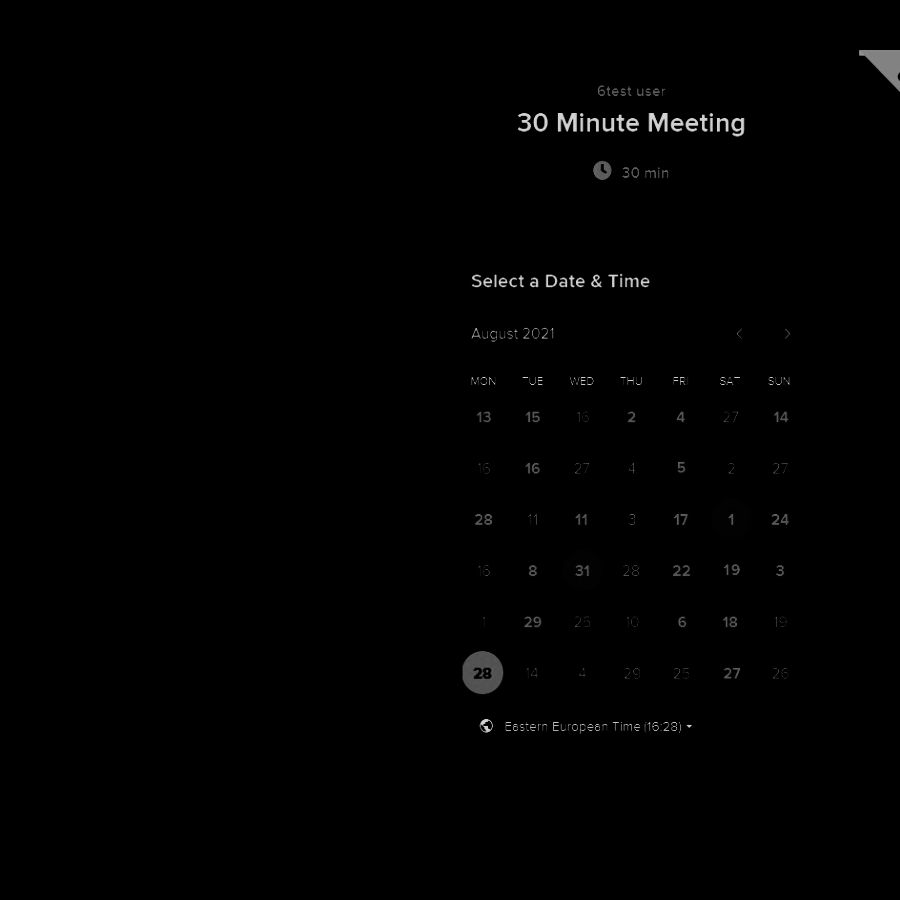 6test user
30 Minute Meeting
30 min
Select a Date & Time
August 2021
MON TUE WED THU FRI SAT SUN
13 15 16 2 4 27 14
16 16 27 4 5 2 27
28 11 11 3 17 1 24
16 8 31 28 22 19 3
1 29 25 10 6 18 19
28 14 4 29 25 27 26
Eastern European Time (16:28)